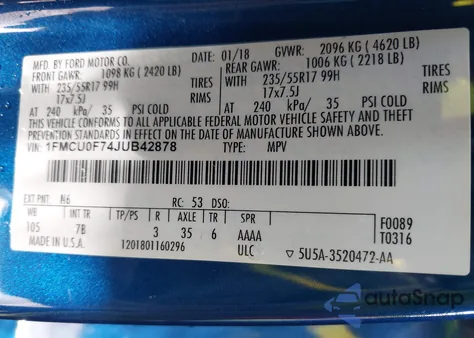 MFD. BY FORD MOTOR CO. 01/18 GVWR: 2096 KG (4620 LB)
FRONT GAWR: 1098 KG (2420 LB) REAR GAWR: 1006 KG (2218 LB)
WITH 235/55R17 99H TIRES WITH 235/55R17 99H TIRES
17x7.5J RIMS 17x7.5J RIMS
AT 240 kPa/ 35 PSI COLD AT 240 kPa/ 35 PSI COLD
THIS VEHICLE CONFORMS TO ALL APPLICABLE FEDERAL MOTOR VEHICLE SAFETY AND THEFT
PREVENTION STANDARDS IN EFFECT ON THE DATE OF MANUFACTURE SHOWN ABOVE.
VIN: 1FMCU0F74JUB42878 TYPE: MPV
EXT PNT: N6 RC: 53 DSO:
WB INT TR TP/PS R AXLE TR SPR F0089
105 7B 3 35 6 AAAA T0316
MADE IN U.S.A. 1201801160296 ULC 5U5A-3520472-AA
autoSnap